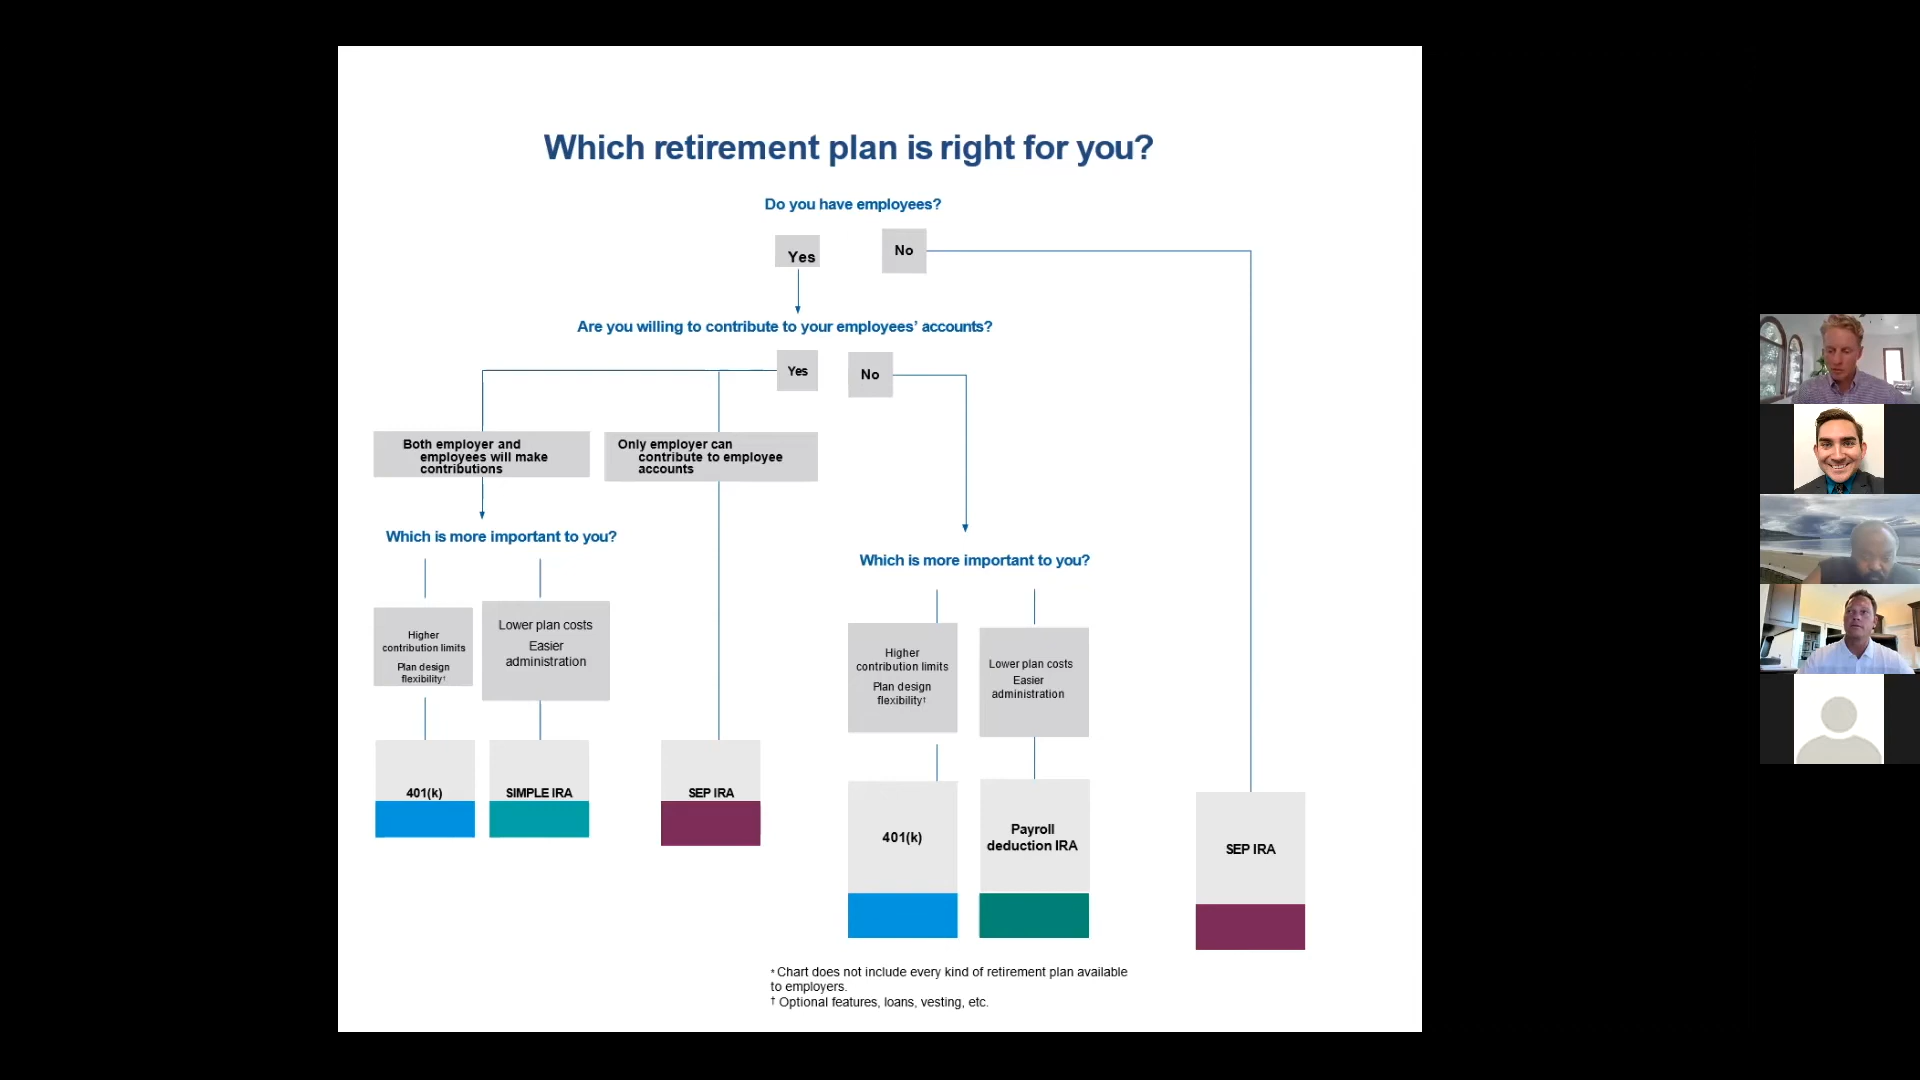 Which retirement plan is right for you?
Do you have employees?
Yes
No
Are you willing to contribute to your employees’ accounts?
Yes
No
Both employer and
employees will make
contributions
Only employer can
contribute to employee
accounts
Which is more important to you?
Which is more important to you?
Higher
contribution limits
Plan design
flexibility†
Lower plan costs
Easier
administration
Higher
contribution limits
Plan design
flexibility†
Lower plan costs
Easier
administration
401(k)
SIMPLE IRA
SEP IRA
401(k)
Payroll
deduction IRA
SEP IRA
* Chart does not include every kind of retirement plan available
to employers.
† Optional features, loans, vesting, etc.